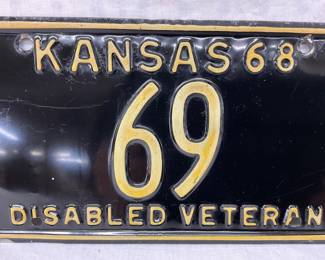 KANSAS 68
69
DISABLED VETERAN